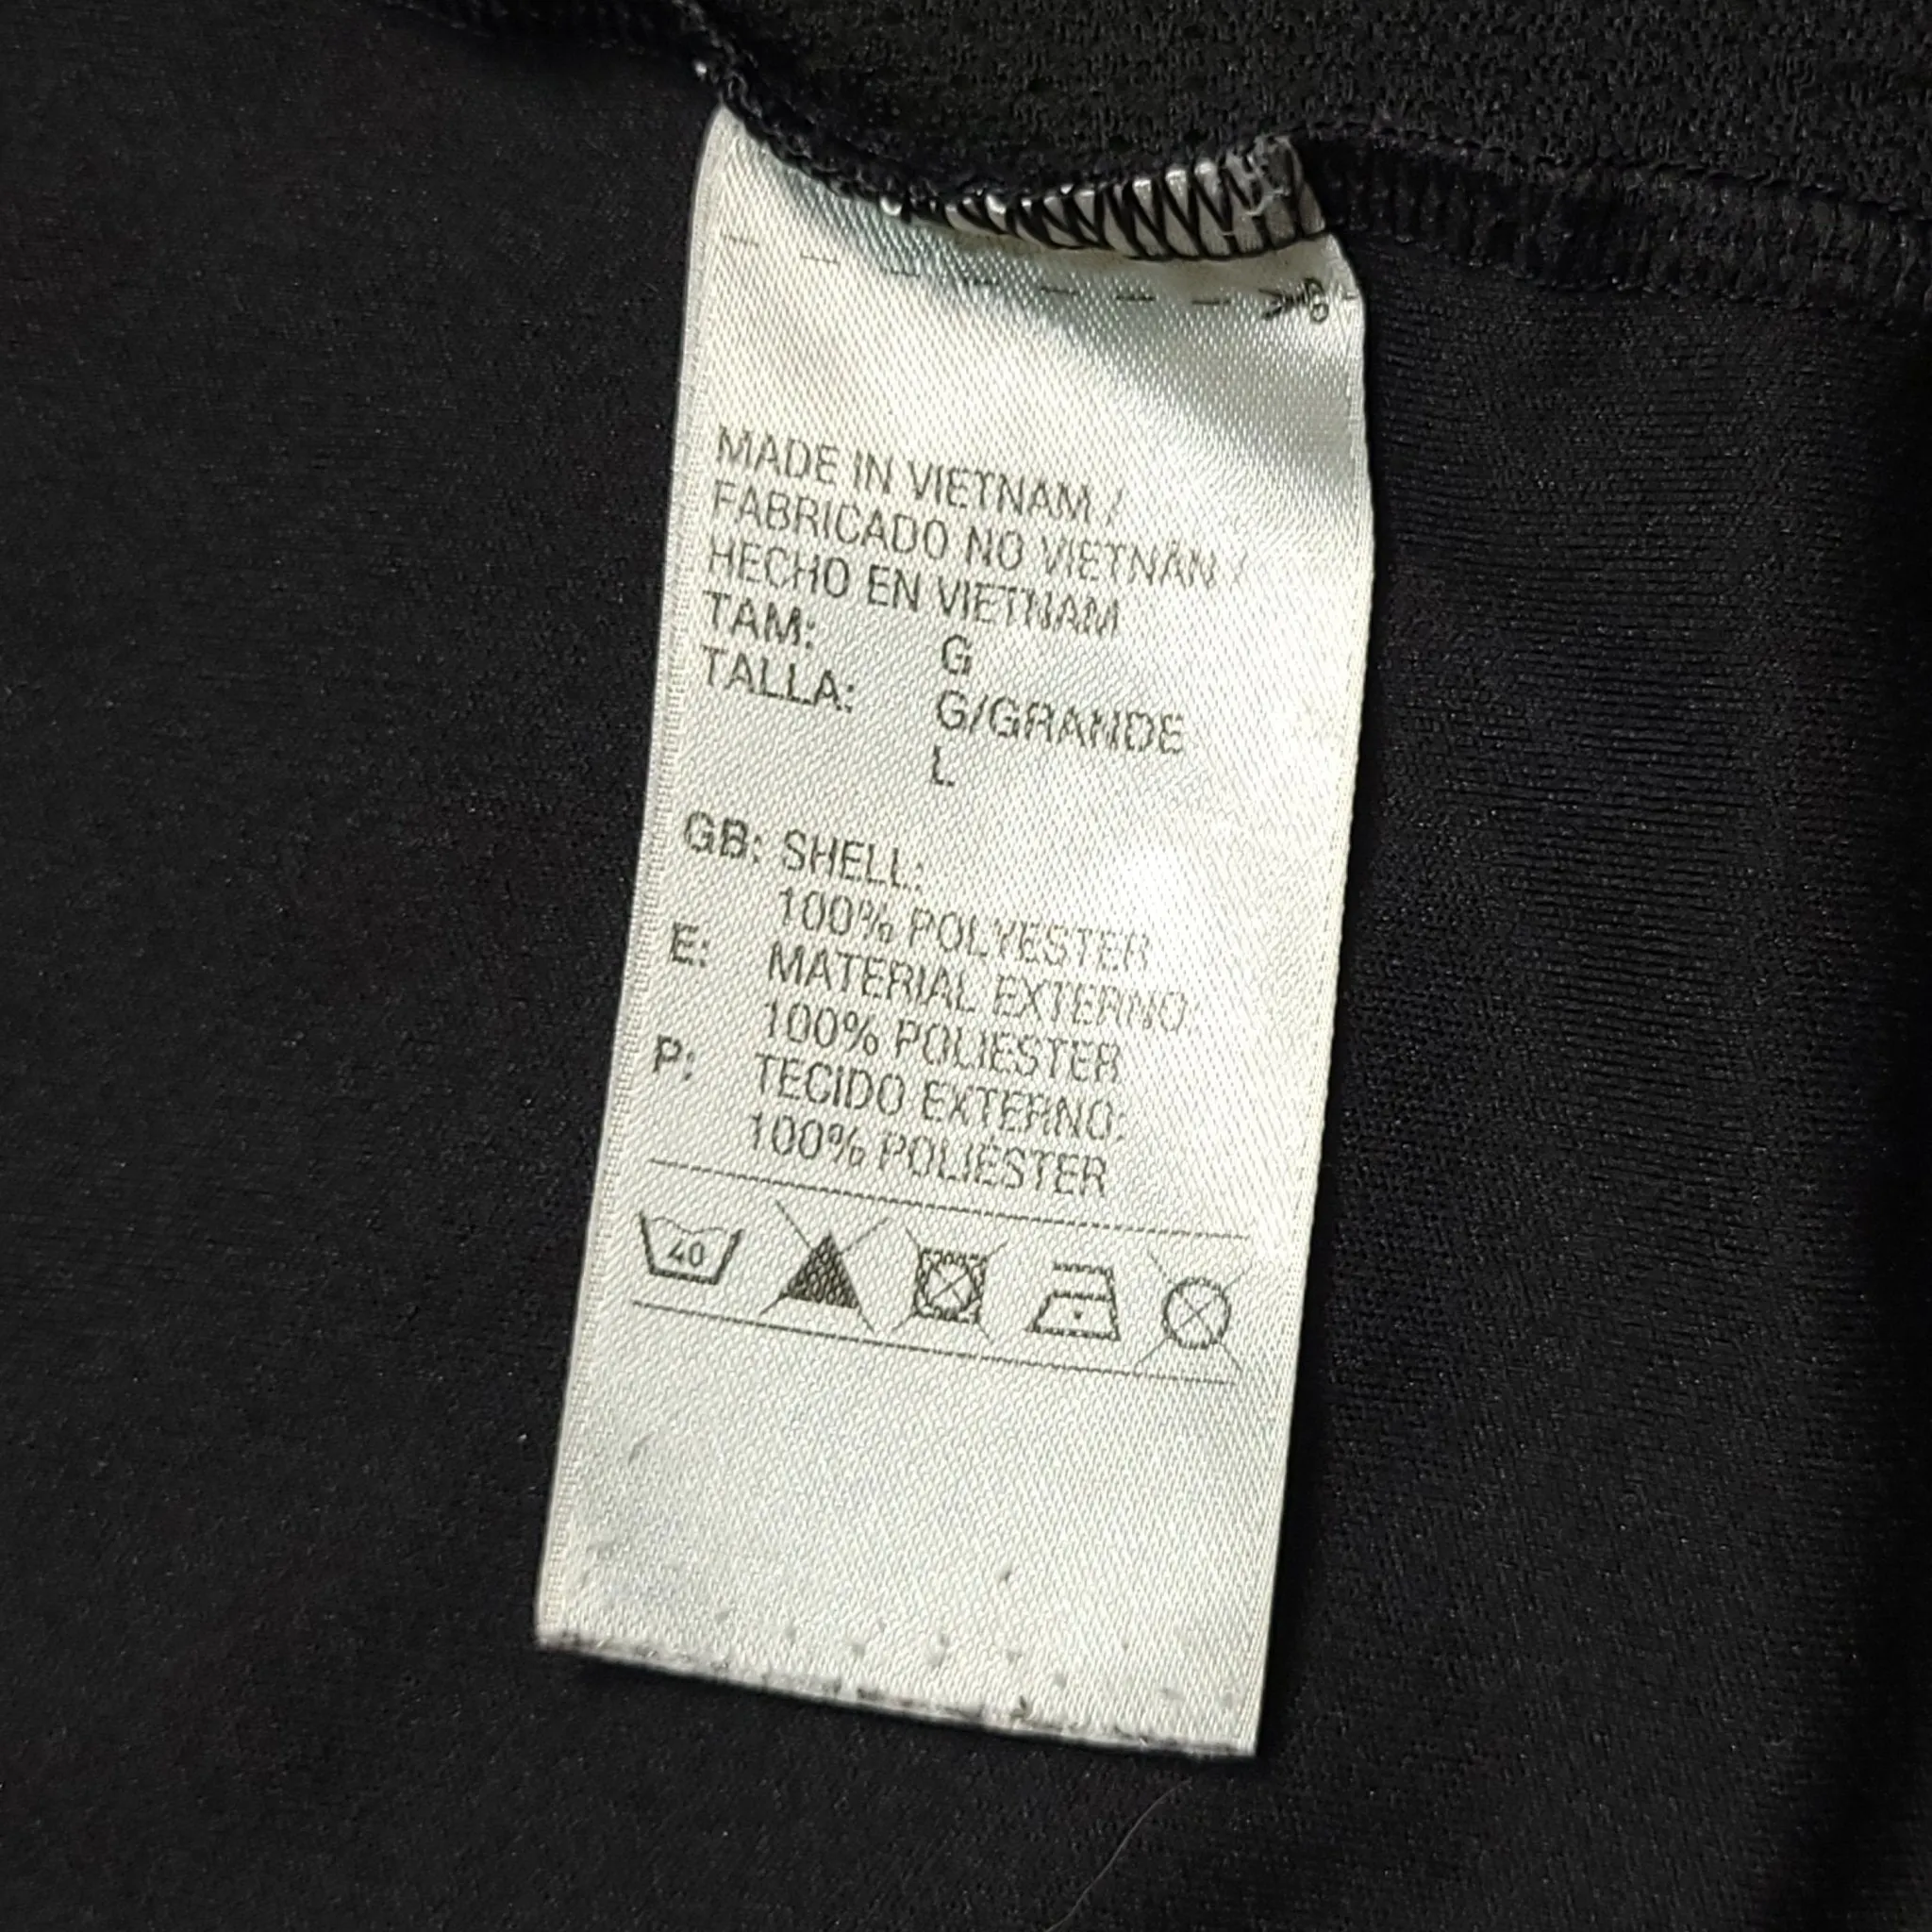 MADE IN VIETNAM /
FABRICADO NO VIETNÃN /
HECHO EN VIETNAM
TAM: G
TALLA: G/GRANDE
L
GB: SHELL:
100% POLYESTER
E: MATERIAL EXTERNO:
100% POLIESTER
P: TECIDO EXTERNO:
100% POLIÉSTER
40